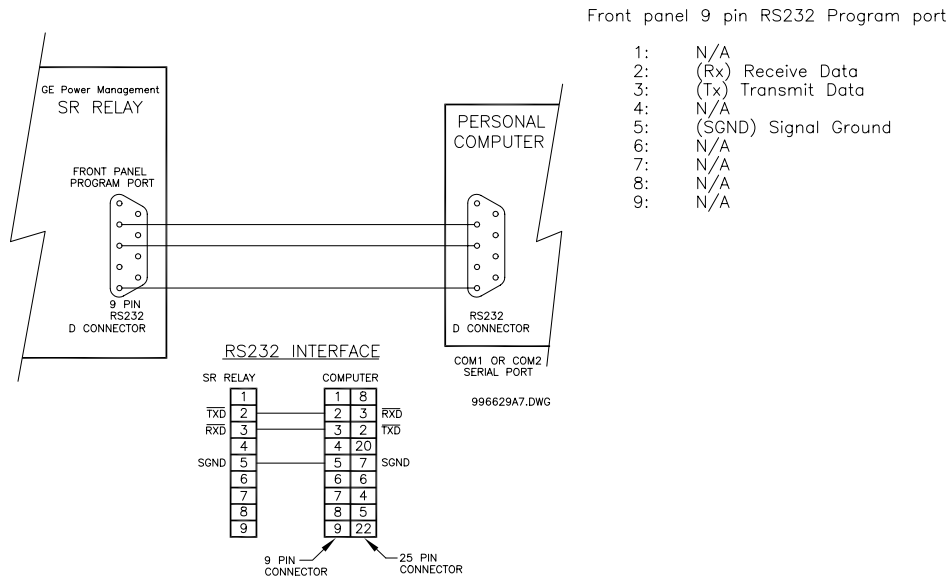 Front panel 9 pin RS232 Program port
1: N/A
2: (Rx) Receive Data
3: (Tx) Transmit Data
4: N/A
5: (SGND) Signal Ground
6: N/A
7: N/A
8: N/A
9: N/A
GE Power Management
SR RELAY
FRONT PANEL
PROGRAM PORT
9 PIN
RS232
D CONNECTOR
PERSONAL
COMPUTER
RS232
D CONNECTOR
COM1 OR COM2
SERIAL PORT
996629A7.DWG
RS232 INTERFACE
SR RELAY COMPUTER
1 1 8
TXD 2 2 3 RXD
RXD 3 3 2 TXD
4 4 20
SGND 5 5 7 SGND
6 6 6
7 7 4
8 8 5
9 9 22
9 PIN
CONNECTOR
25 PIN
CONNECTOR